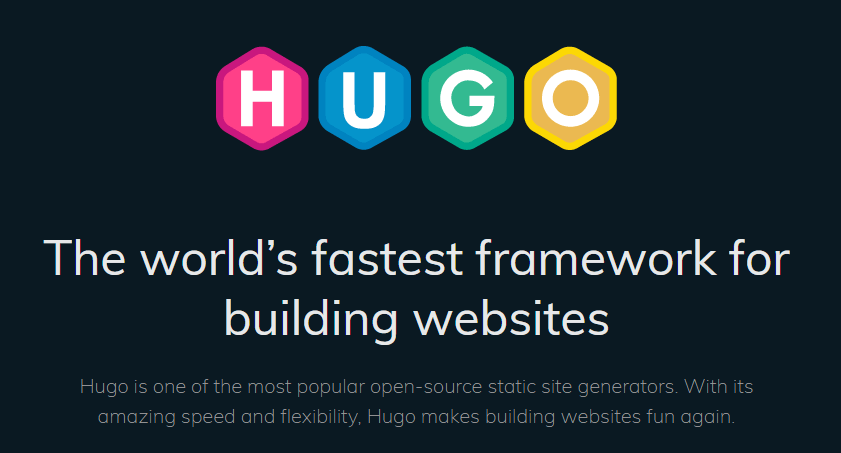 HUGO
The world’s fastest framework for
building websites
Hugo is one of the most popular open-source static site generators. With its
amazing speed and flexibility, Hugo makes building websites fun again.